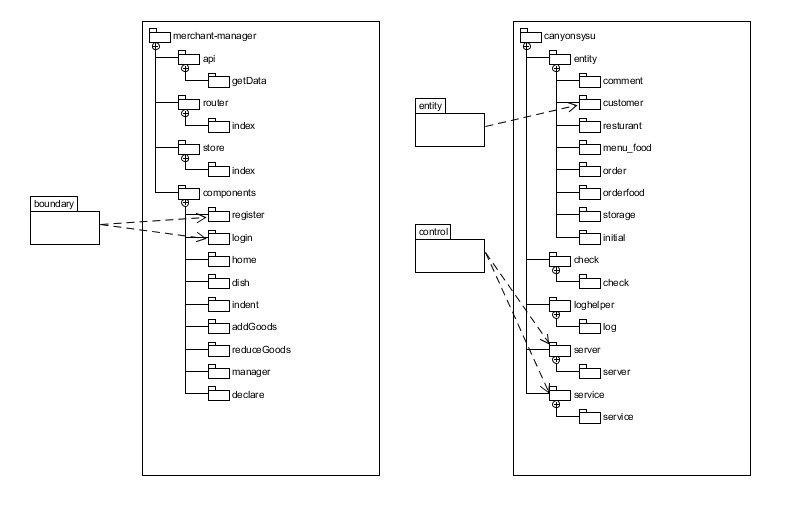 merchant-manager
api
getData
router
index
store
index
components
boundary
register
login
home
dish
indent
addGoods
reduceGoods
manager
declare
canyonsysu
entity
comment
entity
customer
resturant
menu_food
order
orderfood
storage
control
initial
check
check
loghelper
log
server
server
service
service